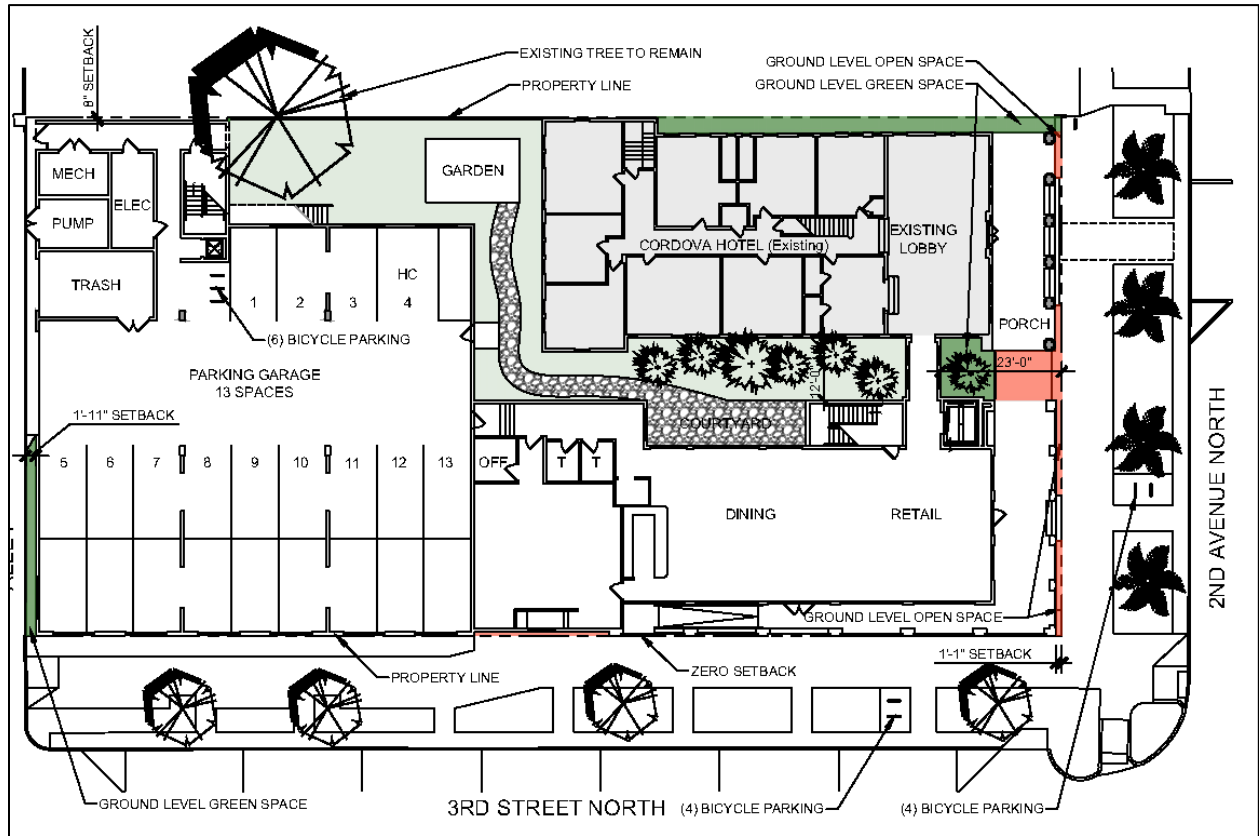 EXISTING TREE TO REMAIN
GROUND LEVEL OPEN SPACE
GROUND LEVEL GREEN SPACE
8" SETBACK
PROPERTY LINE
MECH
ELEC
PUMP
TRASH
GARDEN
CORDOVA HOTEL (Existing)
EXISTING
LOBBY
HC
1
2
3
4
(6) BICYCLE PARKING
PORCH
PARKING GARAGE
13 SPACES
23'-0"
12'-0"
1'-11" SETBACK
COURTYARD
5
6
7
8
9
10
11
12
13
OFF
T
T
DINING
RETAIL
2ND AVENUE NORTH
GROUND LEVEL OPEN SPACE
1'-1" SETBACK
ZERO SETBACK
PROPERTY LINE
GROUND LEVEL GREEN SPACE
3RD STREET NORTH
(4) BICYCLE PARKING
(4) BICYCLE PARKING